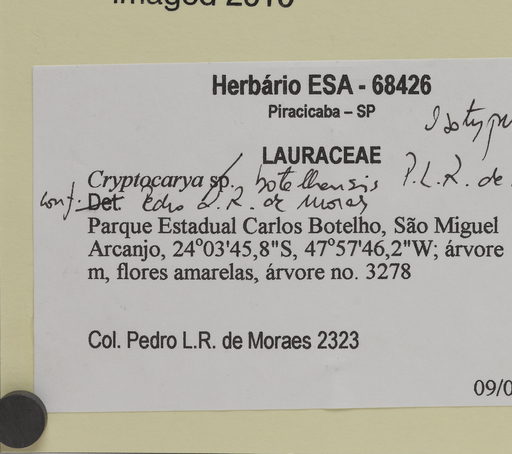 Imaged 2010
Herbário ESA - 68426
Piracicaba – SP
Isotypu
LAURACEAE
Cryptocarya sp. botelhensis P.L.R. de
conf. Det. Pedro L.R. de Moraes
Parque Estadual Carlos Botelho, São Miguel
Arcanjo, 24°03'45,8"S, 47°57'46,2"W; árvore
m, flores amarelas, árvore no. 3278
Col. Pedro L.R. de Moraes 2323
09/0